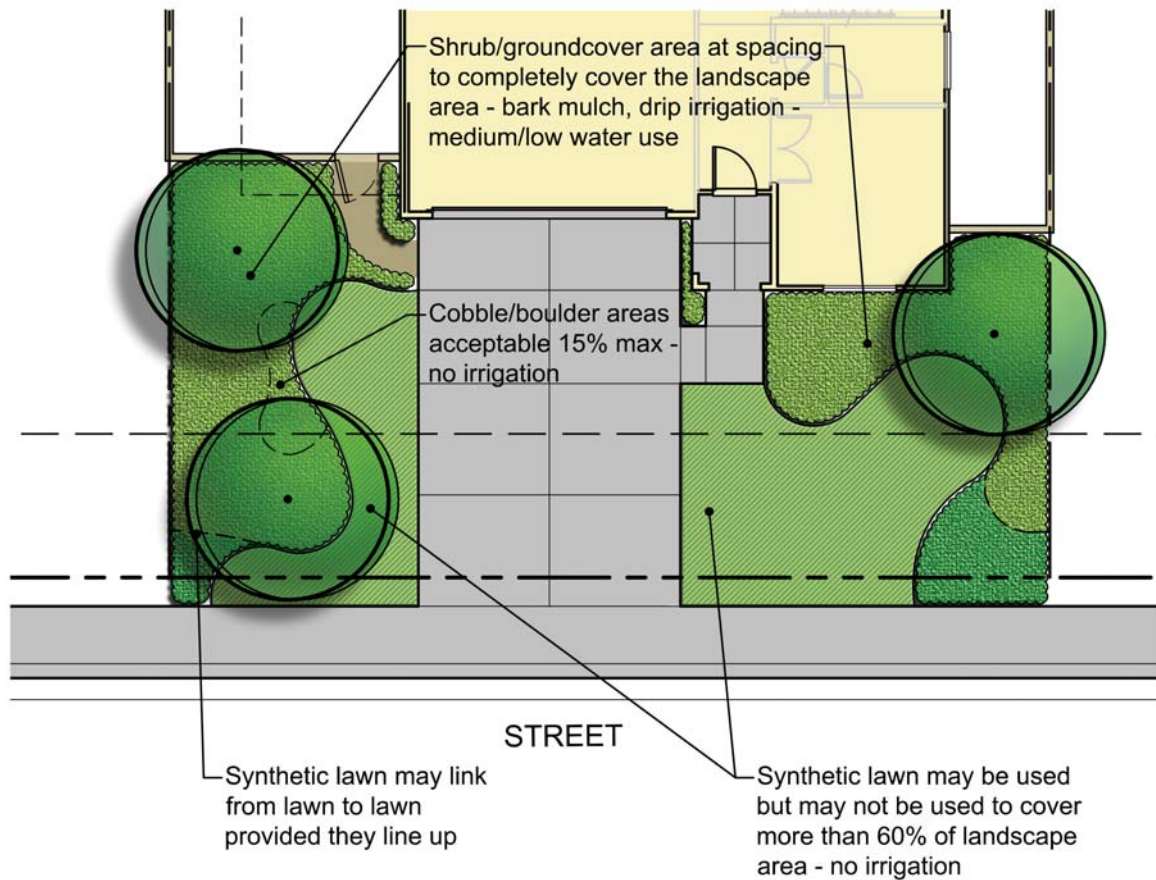 Shrub/groundcover area at spacing
to completely cover the landscape
area - bark mulch, drip irrigation -
medium/low water use
Cobble/boulder areas
acceptable 15% max -
no irrigation
STREET
Synthetic lawn may link
from lawn to lawn
provided they line up
Synthetic lawn may be used
but may not be used to cover
more than 60% of landscape
area - no irrigation